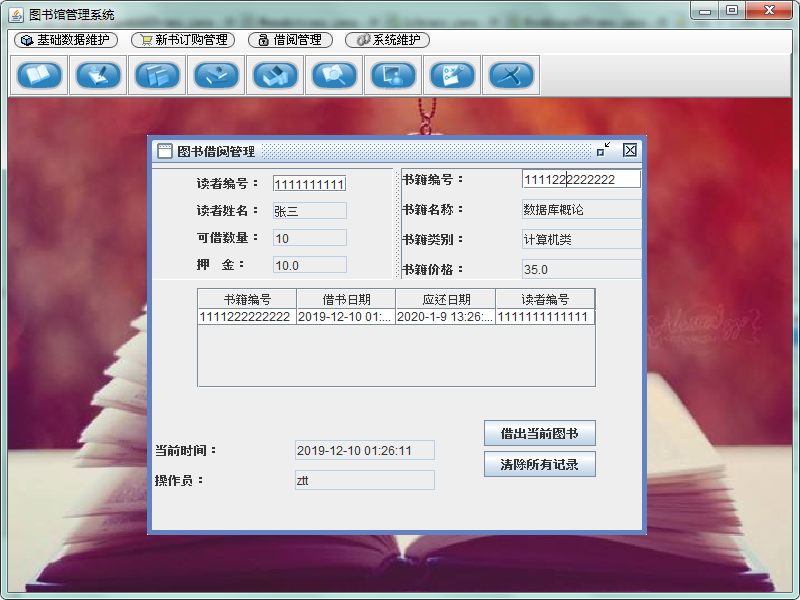 图书馆管理系统
基础数据维护 新书订购管理 借阅管理 系统维护
图书借阅管理
读者编号： 1111111111
读者姓名： 张三
可借数量： 10
押 金： 10.0
书籍编号： 1111222222222
书籍名称： 数据库概论
书籍类别： 计算机类
书籍价格： 35.0
书籍编号 借书日期 应还日期 读者编号
1111222222222 2019-12-10 01:... 2020-1-9 13:26:... 1111111111111
当前时间： 2019-12-10 01:26:11
操作员： ztt
借出当前图书
清除所有记录